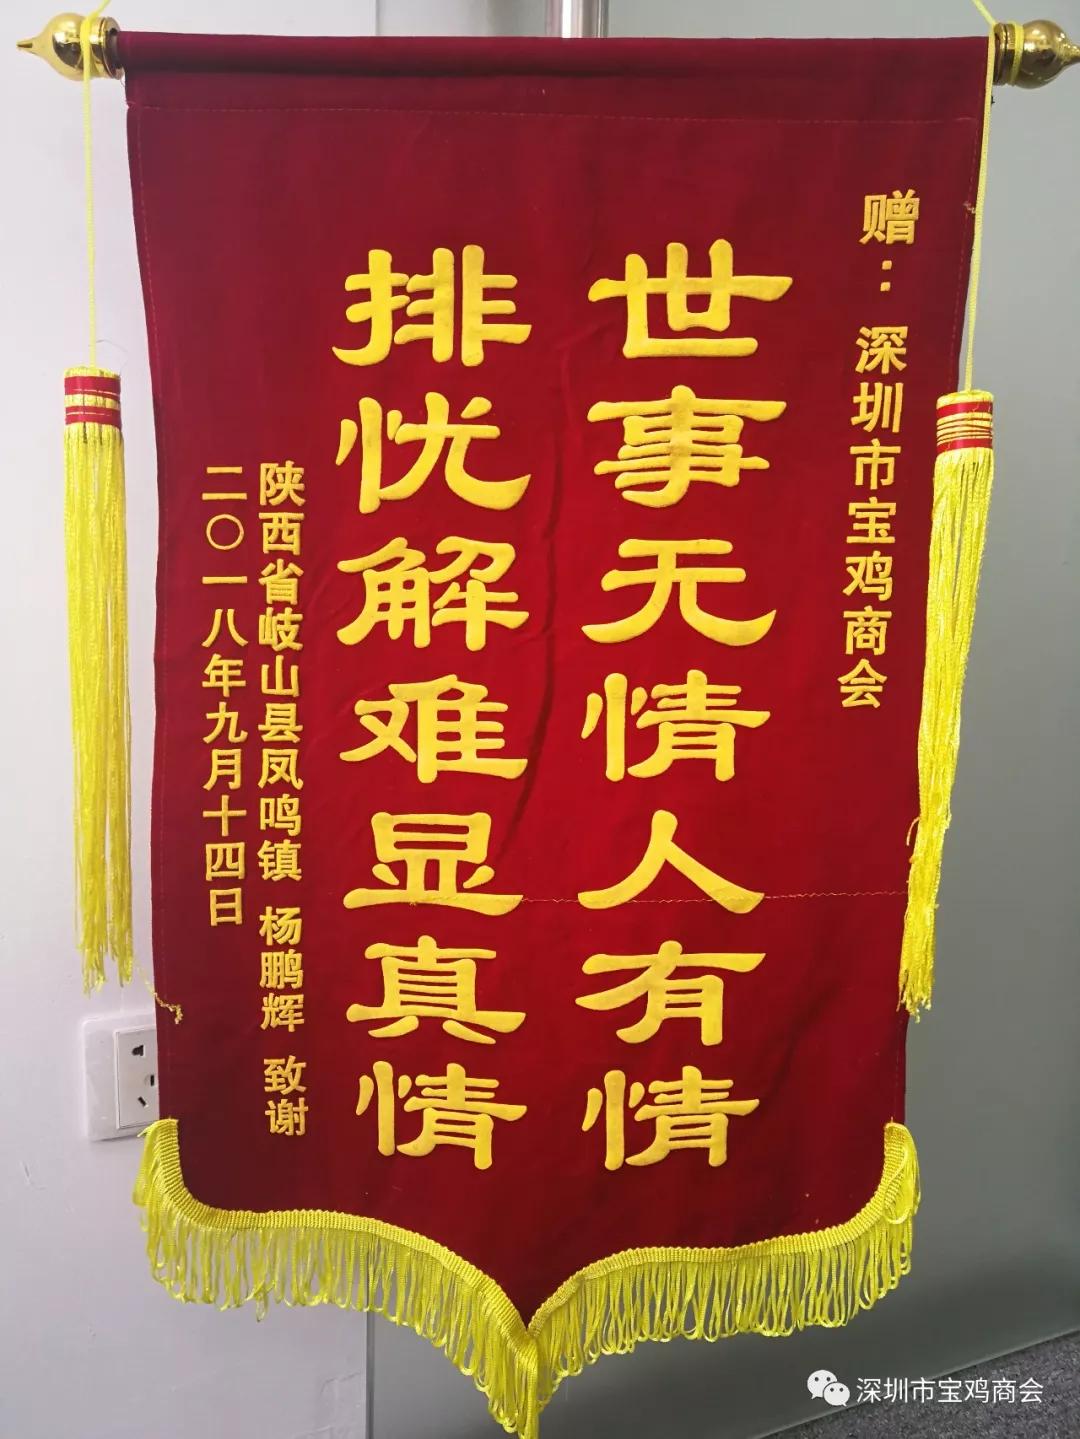 赠：深圳市宝鸡商会
世事无情人有情
排忧解难显真情
陕西省岐山县凤鸣镇 杨鹏辉 致谢
二〇一八年九月十四日
深圳市宝鸡商会